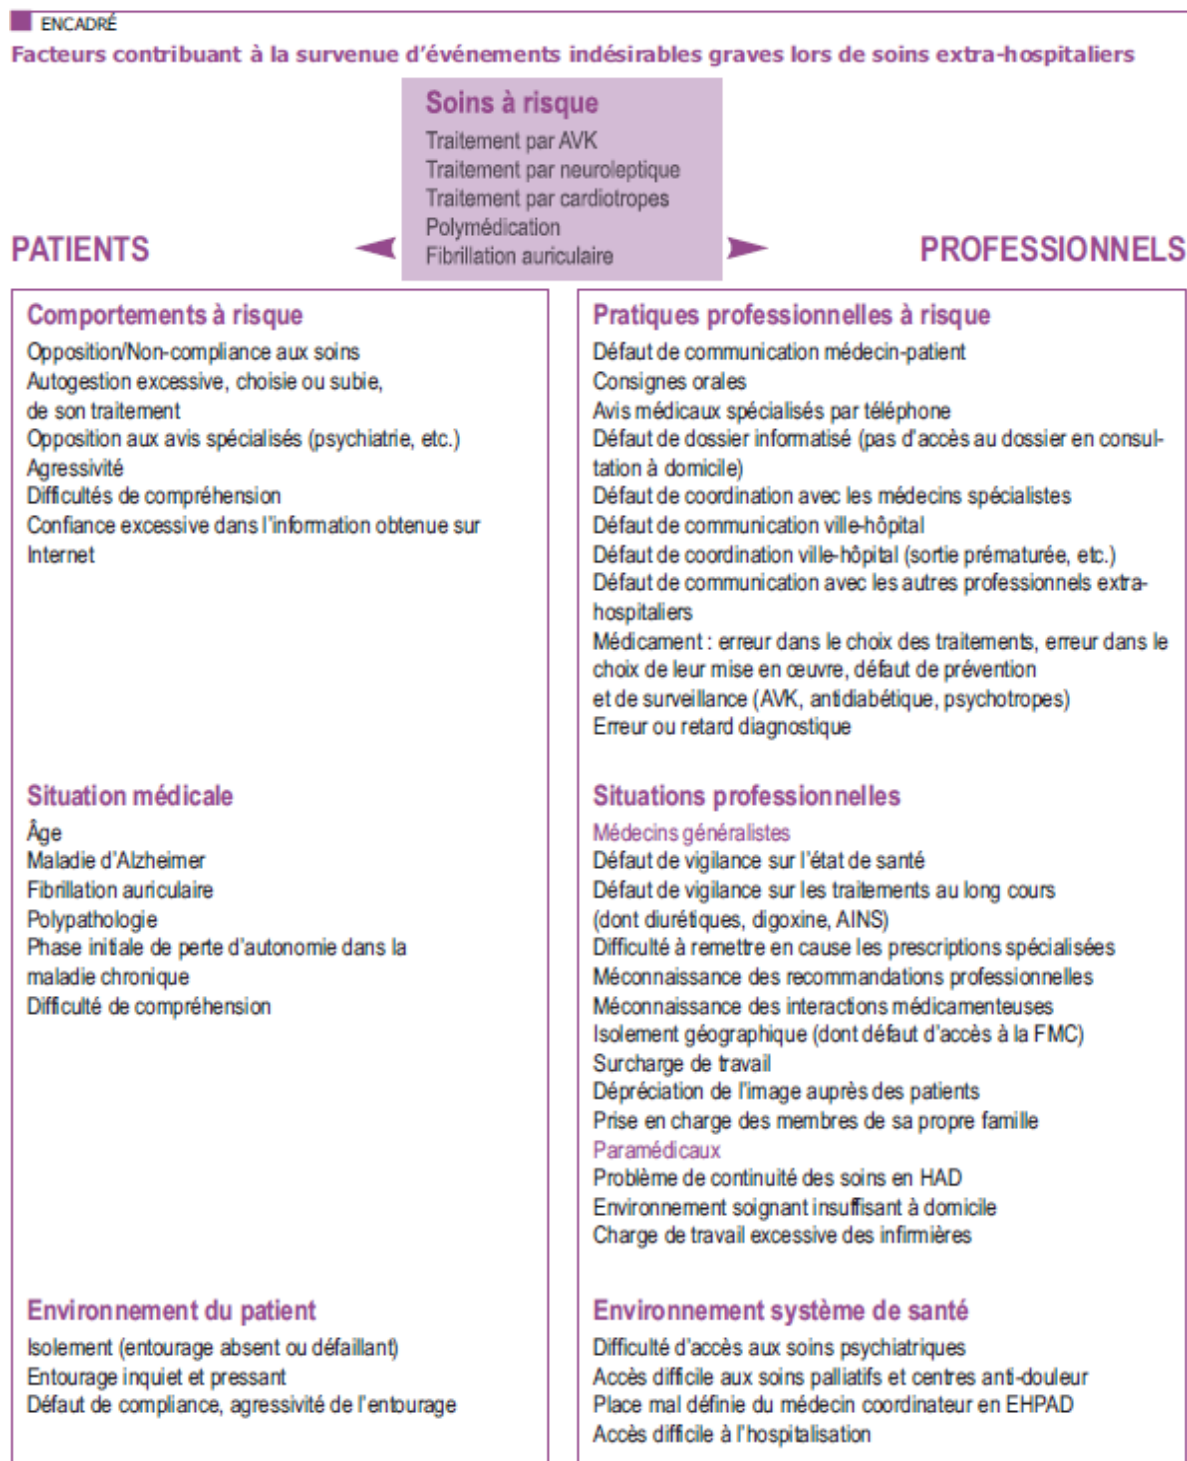 ENCADRÉ
Facteurs contribuant à la survenue d'événements indésirables graves lors de soins extra-hospitaliers
Soins à risque
Traitement par AVK
Traitement par neuroleptique
Traitement par cardiotropes
Polymédication
Fibrillation auriculaire
PATIENTS
PROFESSIONNELS
Comportements à risque
Opposition/Non-compliance aux soins
Autogestion excessive, choisie ou subie,
de son traitement
Opposition aux avis spécialisés (psychiatrie, etc.)
Agressivité
Difficultés de compréhension
Confiance excessive dans l'information obtenue sur
Internet
Situation médicale
Âge
Maladie d'Alzheimer
Fibrillation auriculaire
Polypathologie
Phase initiale de perte d'autonomie dans la
maladie chronique
Difficulté de compréhension
Environnement du patient
Isolement (entourage absent ou défaillant)
Entourage inquiet et pressant
Défaut de compliance, agressivité de l'entourage
Pratiques professionnelles à risque
Défaut de communication médecin-patient
Consignes orales
Avis médicaux spécialisés par téléphone
Défaut de dossier informatisé (pas d'accès au dossier en consul-
tation à domicile)
Défaut de coordination avec les médecins spécialistes
Défaut de communication ville-hôpital
Défaut de coordination ville-hôpital (sortie prématurée, etc.)
Défaut de communication avec les autres professionnels extra-
hospitaliers
Médicament : erreur dans le choix des traitements, erreur dans le
choix de leur mise en œuvre, défaut de prévention
et de surveillance (AVK, antidiabétique, psychotropes)
Erreur ou retard diagnostique
Situations professionnelles
Médecins généralistes
Défaut de vigilance sur l'état de santé
Défaut de vigilance sur les traitements au long cours
(dont diurétiques, digoxine, AINS)
Difficulté à remettre en cause les prescriptions spécialisées
Méconnaissance des recommandations professionnelles
Méconnaissance des interactions médicamenteuses
Isolement géographique (dont défaut d'accès à la FMC)
Surcharge de travail
Dépréciation de l'image auprès des patients
Prise en charge des membres de sa propre famille
Paramédicaux
Problème de continuité des soins en HAD
Environnement soignant insuffisant à domicile
Charge de travail excessive des infirmières
Environnement système de santé
Difficulté d'accès aux soins psychiatriques
Accès difficile aux soins palliatifs et centres anti-douleur
Place mal définie du médecin coordinateur en EHPAD
Accès difficile à l'hospitalisation